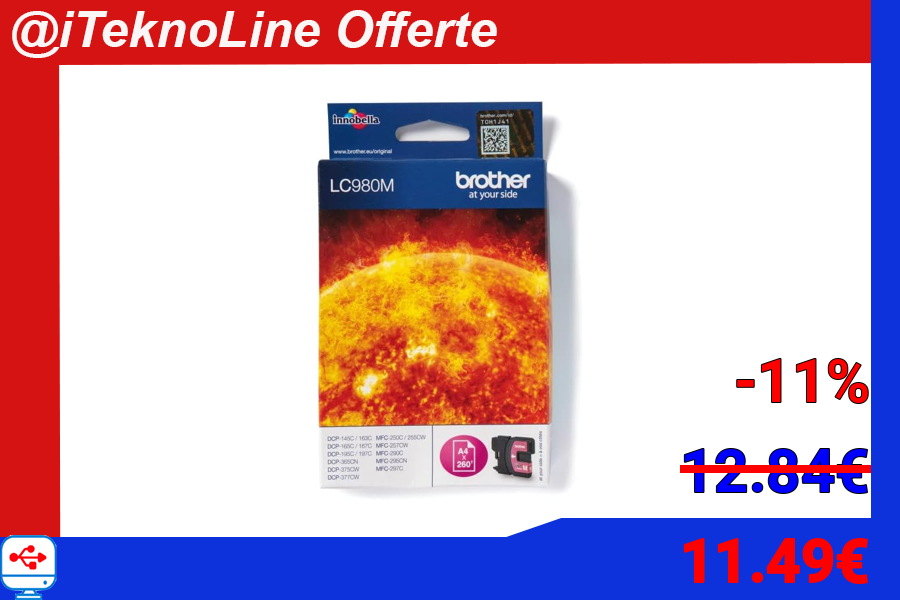 @iTeknoLine Offerte
innobella
www.brother.eu/original
LC980M
brother
at your side
DCP-145C / 163C MFC-250C / 255CW
DCP-165C / 167C MFC-257CW
DCP-195C / 197C MFC-290C
DCP-365CN MFC-295CN
DCP-375CW MFC-297C
DCP-377CW
A4
x
260
-11%
12.84€
11.49€